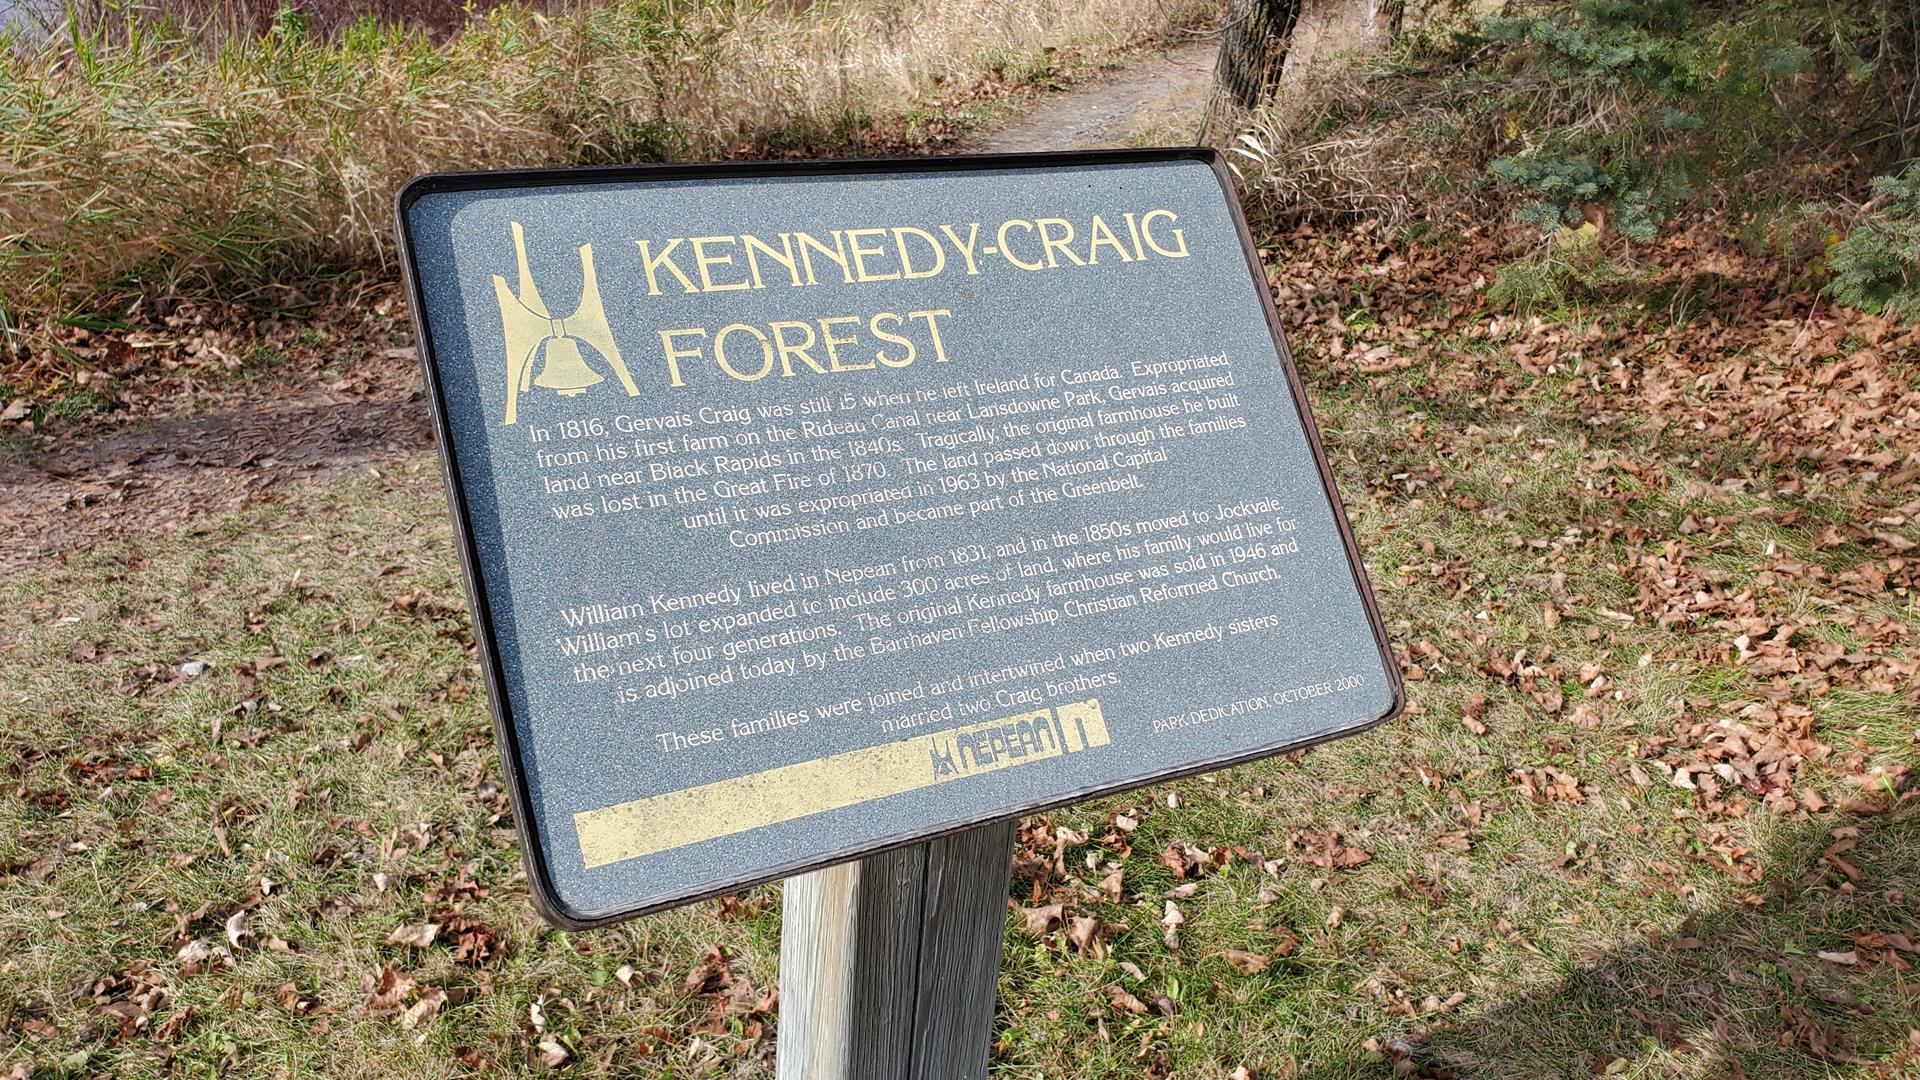 KENNEDY-CRAIG
FOREST
In 1816, Gervais Craig was still 15 when he left Ireland for Canada. Expropriated
from his first farm on the Rideau Canal near Lansdowne Park, Gervais acquired
land near Black Rapids in the 1840s. Tragically, the original farmhouse he built
was lost in the Great Fire of 1870. The land passed down through the families
until it was expropriated in 1963 by the National Capital
Commission and became part of the Greenbelt.
William Kennedy lived in Nepean from 1831, and in the 1850s moved to Jockvale.
William's lot expanded to include 300 acres of land, where his family would live for
the next four generations. The original Kennedy farmhouse was sold in 1946 and
is adjoined today by the Barrhaven Fellowship Christian Reformed Church.
These families were joined and intertwined when two Kennedy sisters
married two Craig brothers.
NEPEAN n
PARK DEDICATION, OCTOBER 2000